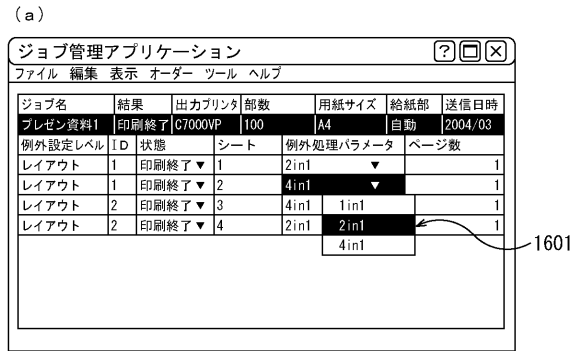 (a)
ジョブ管理アプリケーション ?
ファイル 編集 表示 オーダー ツール ヘルプ
ジョブ名 結果 出力プリンタ 部数 用紙サイズ 給紙部 送信日時
プレゼン資料1 印刷終了 C7000VP 100 A4 自動 2004/03
例外設定レベル ID 状態 シート 例外処理パラメータ ページ数
レイアウト 1 印刷終了▼ 1 2in1 ▼ 1
レイアウト 1 印刷終了▼ 2 4in1 ▼ 1
レイアウト 2 印刷終了▼ 3 4in1 1in1 1
レイアウト 2 印刷終了▼ 4 2in1 2in1 1
4in1
1601